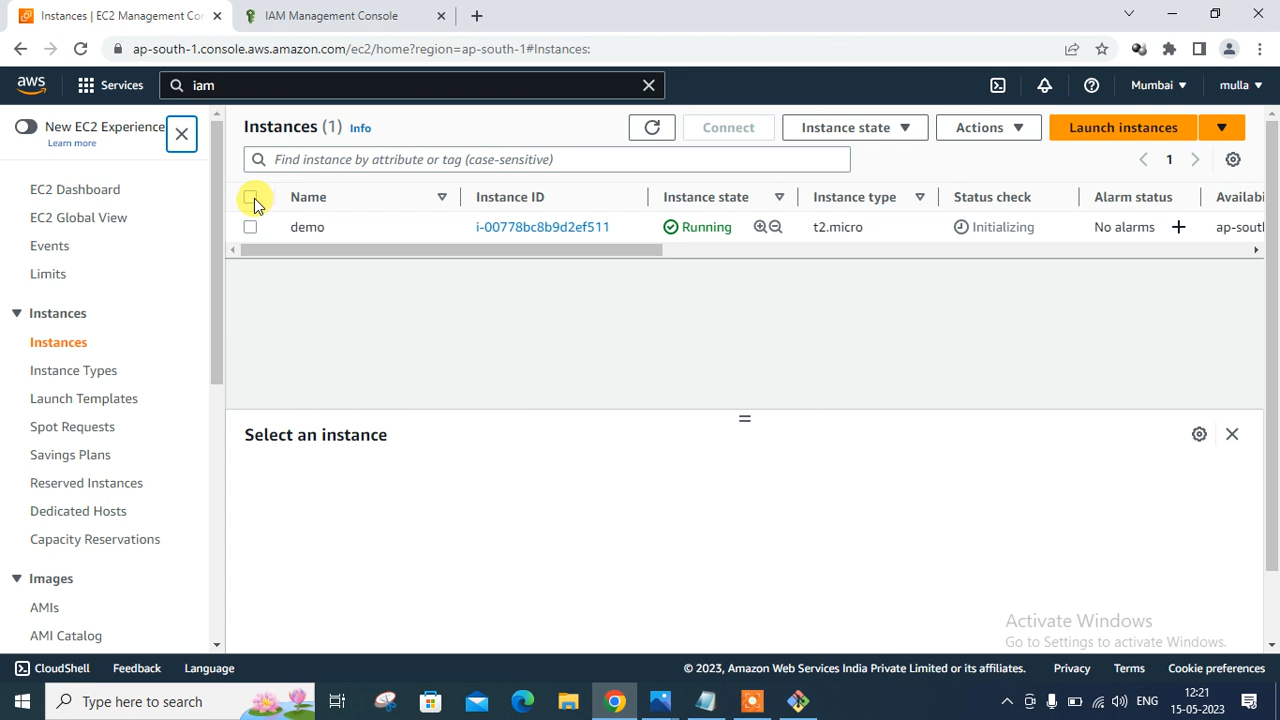 Instances | EC2 Management Co
IAM Management Console
ap-south-1.console.aws.amazon.com/ec2/home?region=ap-south-1#Instances:
aws
Services
iam
Mumbai
mulla
New EC2 Experience
Learn more
Instances (1) Info
Connect
Instance state
Actions
Launch instances
Find instance by attribute or tag (case-sensitive)
1
EC2 Dashboard
EC2 Global View
Events
Limits
Instances
Instances
Instance Types
Launch Templates
Spot Requests
Savings Plans
Reserved Instances
Dedicated Hosts
Capacity Reservations
Images
AMIs
AMI Catalog
Name Instance ID Instance state Instance type Status check Alarm status Availabi
demo i-00778bc8b9d2ef511 Running t2.micro Initializing No alarms ap-sout
Select an instance
Activate Windows
Go to Settings to activate Windows.
CloudShell Feedback Language © 2023, Amazon Web Services India Private Limited or its affiliates. Privacy Terms Cookie preferences
Type here to search
ENG
12:21
15-05-2023